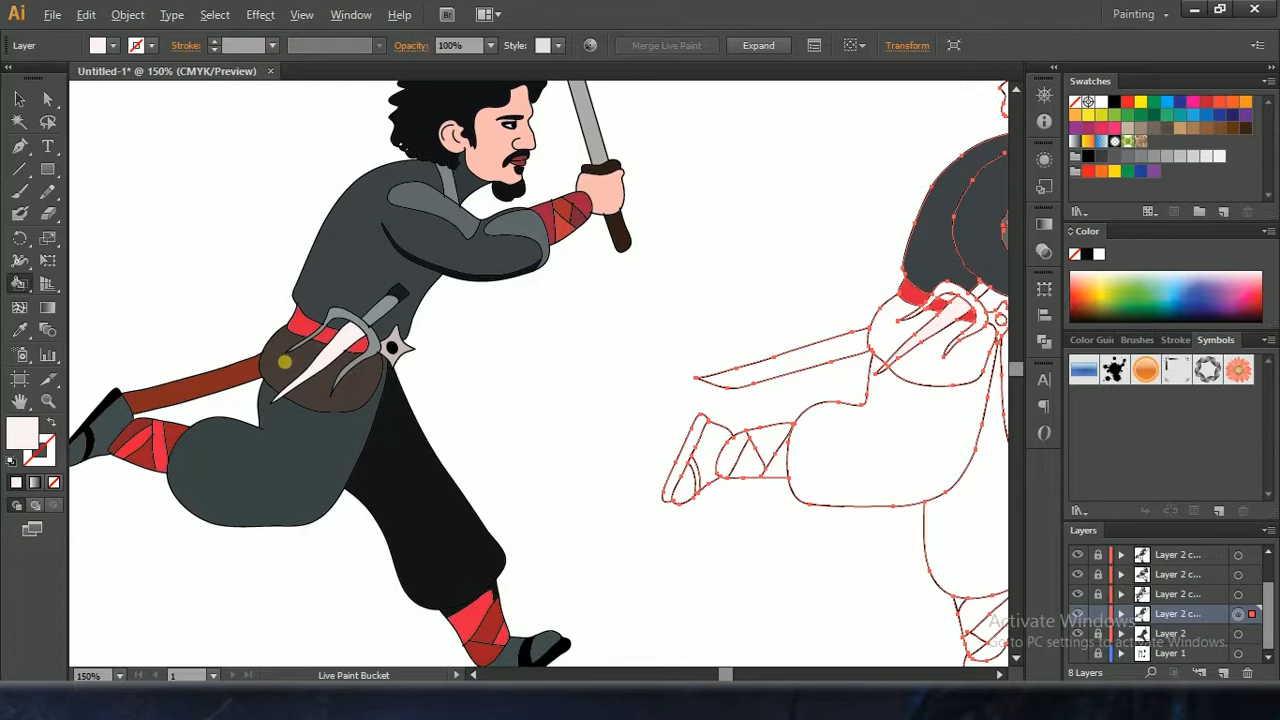 Ai File Edit Object Type Select Effect View Window Help Br Painting
Layer Stroke: Opacity: 100% Style: Merge Live Paint Expand Transform
Untitled-1* @ 150% (CMYK/Preview)
Swatches
Color
Color Guid Brushes Stroke Symbols
Layers
Layer 2 c...
Layer 2 c...
Layer 2 c...
Layer 2 c...
Layer 2
Layer 1
8 Layers
Activate Windows
Go to PC settings to activate Windows.
150% 1 Live Paint Bucket